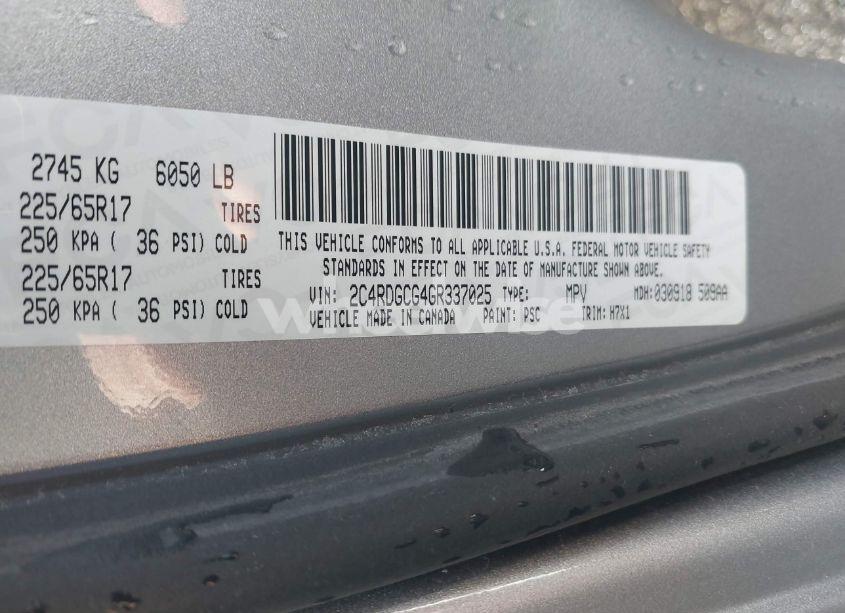 2745 KG 6050 LB
225/65R17 TIRES
250 KPA ( 36 PSI) COLD
225/65R17 TIRES
250 KPA ( 36 PSI) COLD
THIS VEHICLE CONFORMS TO ALL APPLICABLE U.S.A. FEDERAL MOTOR VEHICLE SAFETY
STANDARDS IN EFFECT ON THE DATE OF MANUFACTURE SHOWN ABOVE.
VIN: 2C4RDGCG4GR337025 TYPE: MPV MDH: 030918 509AA
VEHICLE MADE IN CANADA PAINT: PSC TRIM: H7X1